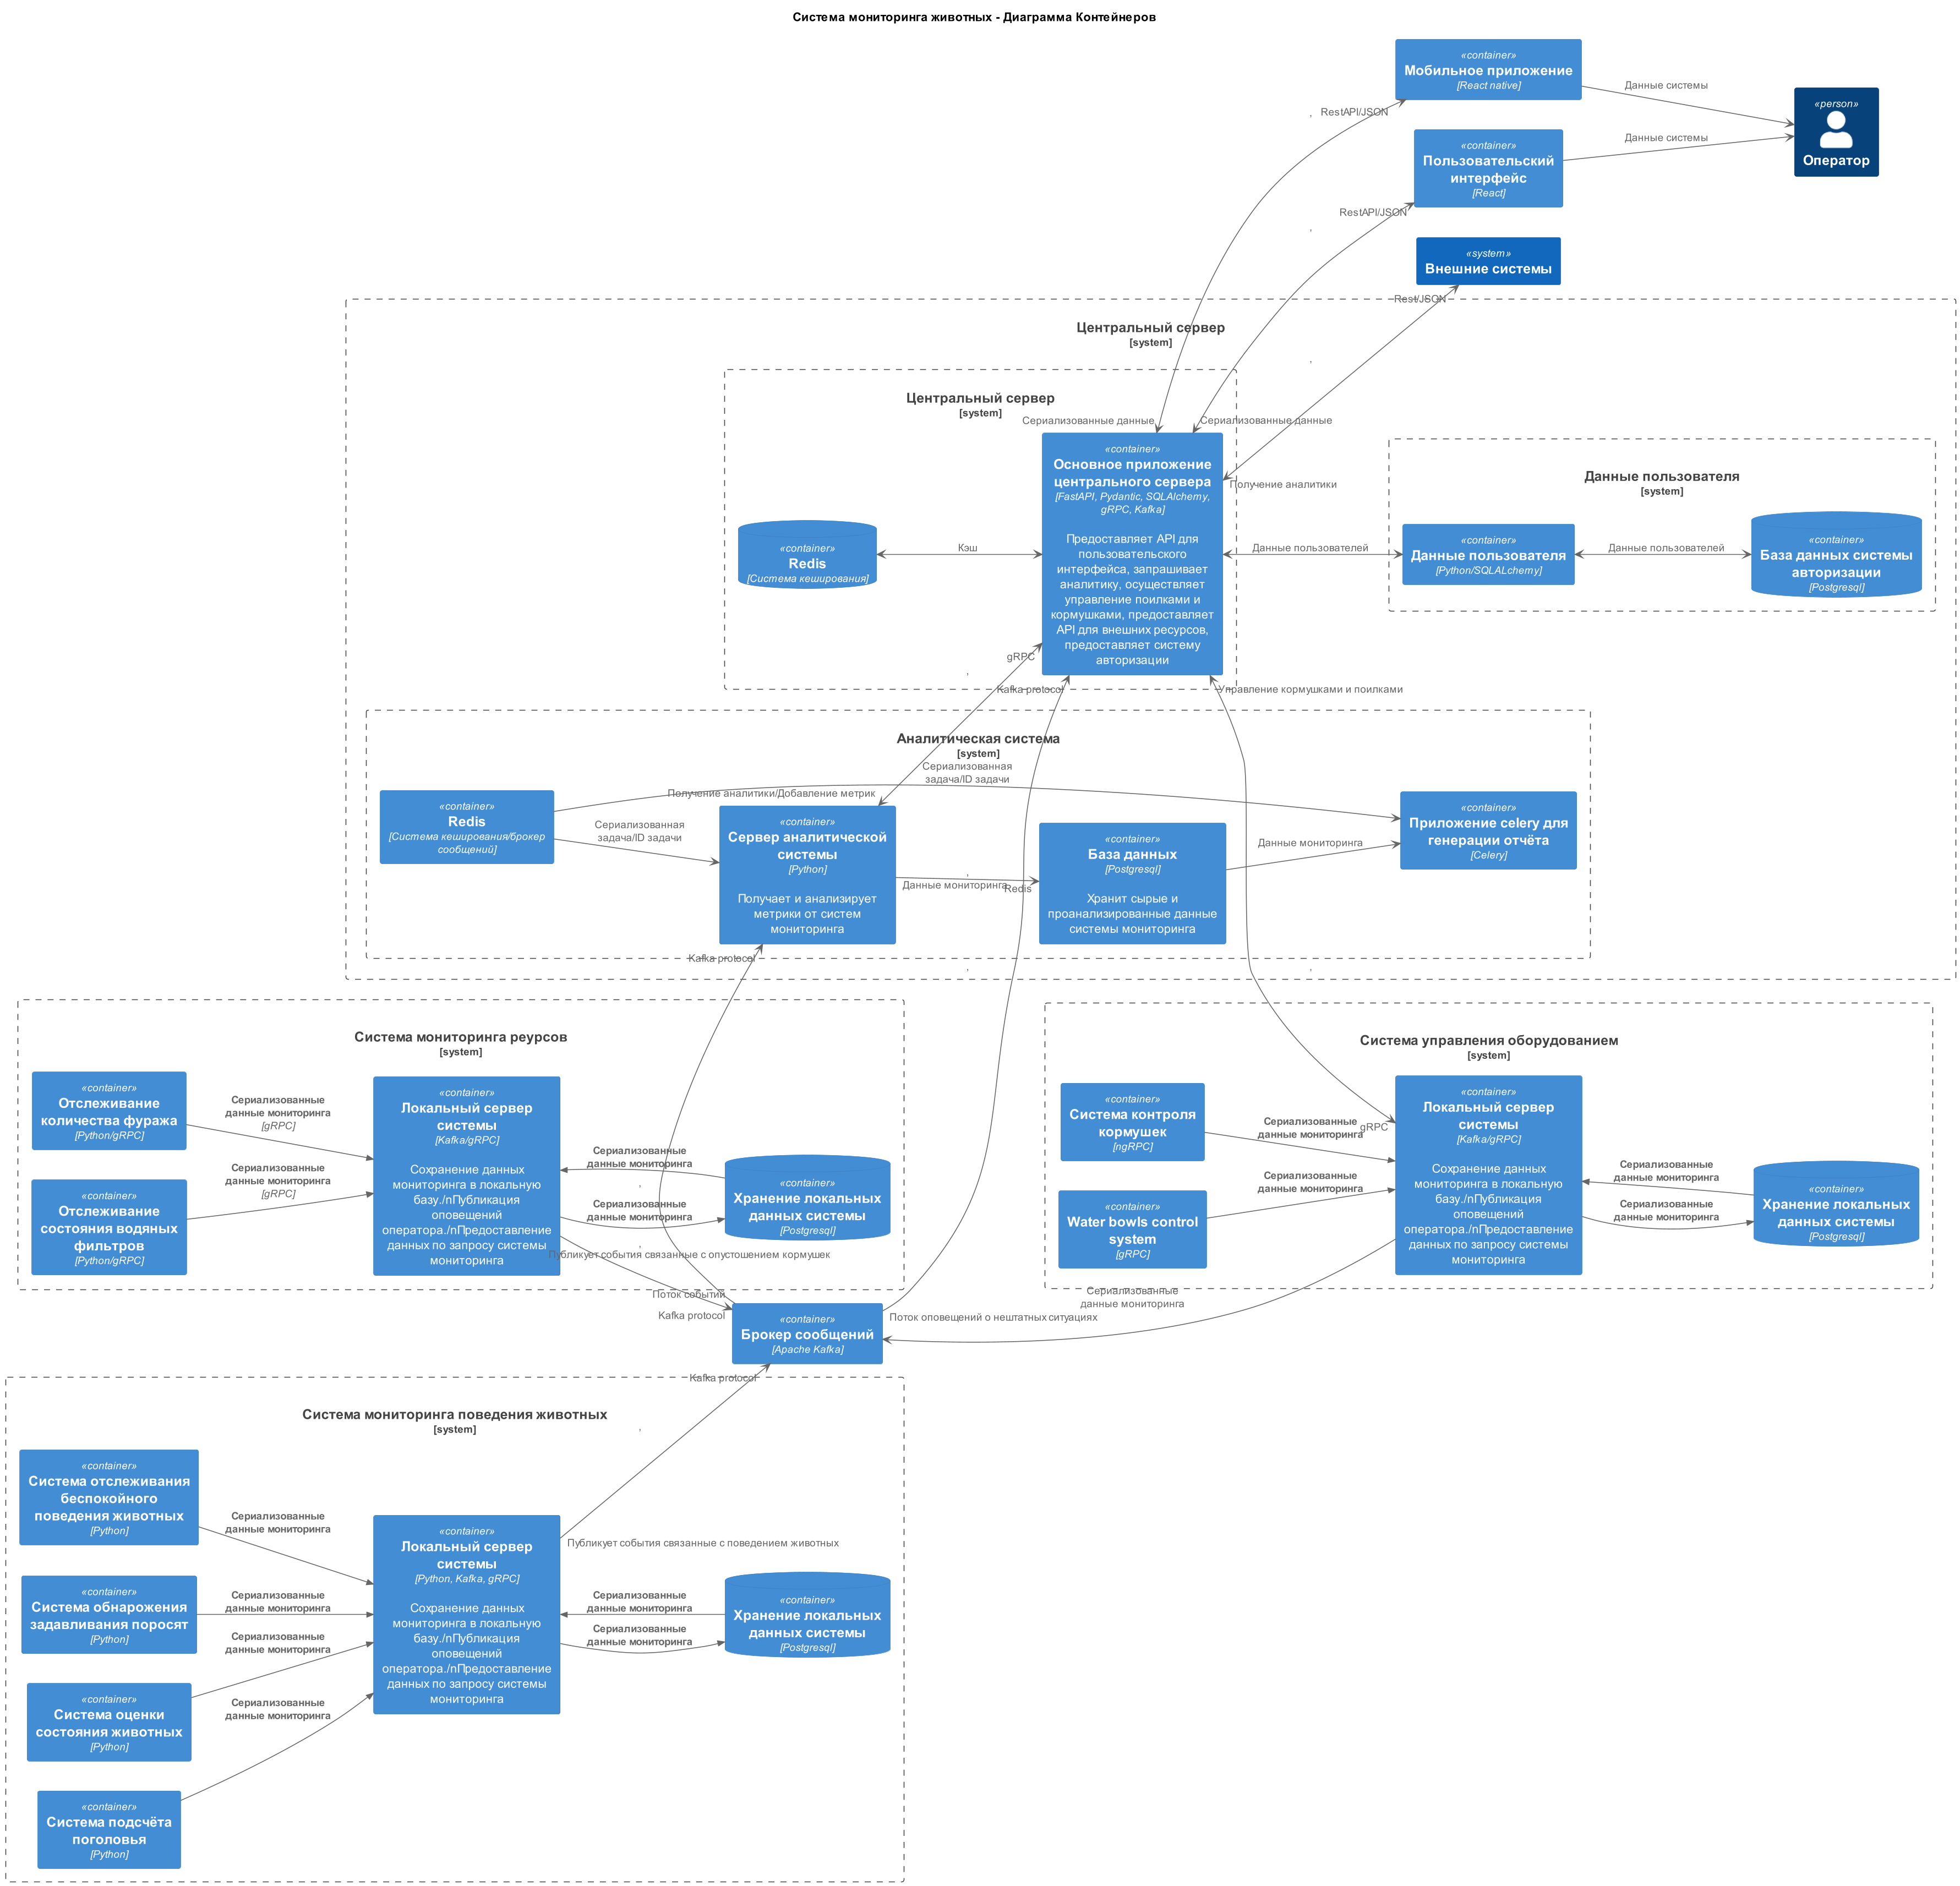 Система мониторинга животных - Диаграмма Контейнеров
«container»
Мобильное приложение
[React native]
Данные системы
«person»
Оператор
RestAPI/JSON
,
«container»
Пользовательский
интерфейс
[React]
Данные системы
RestAPI/JSON
,
«system»
Внешние системы
Rest/JSON
,
Центральный сервер
[system]
Центральный сервер
[system]
Сериализованные данные
Сериализованные данные
Получение аналитики
«container»
Redis
[Система кеширования]
Кэш
«container»
Основное приложение
центрального сервера
[FastAPI, Pydantic, SQLAlchemy,
gRPC, Kafka]
Предоставляет API для
пользовательского
интерфейса, запрашивает
аналитику, осуществляет
управление поилками и
кормушками, предоставляет
API для внешних ресурсов,
предоставляет систему
авторизации
Данные пользователей
Данные пользователя
[system]
«container»
Данные пользователя
[Python/SQLALchemy]
Данные пользователей
«container»
База данных системы
авторизации
[Postgresql]
gRPC
,
Kafka protocol
Управление кормушками и поилками
Аналитическая система
[system]
Сериализованная
задача/ID задачи
Получение аналитики/Добавление метрик
«container»
Redis
[Система кеширования/брокер
сообщений]
Сериализованная
задача/ID задачи
«container»
Сервер аналитической
системы
[Python]
Получает и анализирует
метрики от систем
мониторинга
Данные мониторинга
,
Redis
«container»
База данных
[Postgresql]
Хранит сырые и
проанализированные данные
системы мониторинга
Данные мониторинга
«container»
Приложение celery для
генерации отчёта
[Celery]
Kafka protocol
,
,
Система мониторинга реурсов
[system]
«container»
Отслеживание
количества фуража
[Python/gRPC]
Сериализованные
данные мониторинга
[gRPC]
«container»
Отслеживание
состояния водяных
фильтров
[Python/gRPC]
Сериализованные
данные мониторинга
[gRPC]
«container»
Локальный сервер
системы
[Kafka/gRPC]
Сохранение данных
мониторинга в локальную
базу./nПубликация
оповещений
оператора./nПредоставление
данных по запросу системы
мониторинга
Сериализованные
данные мониторинга
,
Сериализованные
данные мониторинга
,
«container»
Хранение локальных
данных системы
[Postgresql]
Публикует события связанные с опустошением кормушек
Поток событий
Kafka protocol
Система управления оборудованием
[system]
«container»
Система контроля
кормушек
[ngRPC]
Сериализованные
данные мониторинга
gRPC
«container»
Water bowls control
system
[gRPC]
Сериализованные
данные мониторинга
«container»
Локальный сервер
системы
[Kafka/gRPC]
Сохранение данных
мониторинга в локальную
базу./nПубликация
оповещений
оператора./nПредоставление
данных по запросу системы
мониторинга
Сериализованные
данные мониторинга
Сериализованные
данные мониторинга
«container»
Хранение локальных
данных системы
[Postgresql]
Сериализованные
данные мониторинга
Поток оповещений о нештатных ситуациях
«container»
Брокер сообщений
[Apache Kafka]
Kafka protocol
,
Система мониторинга поведения животных
[system]
«container»
Система отслеживания
беспокойного
поведения животных
[Python]
Сериализованные
данные мониторинга
«container»
Система обнарожения
задавливания поросят
[Python]
Сериализованные
данные мониторинга
«container»
Система оценки
состояния животных
[Python]
Сериализованные
данные мониторинга
«container»
Система подсчёта
поголовья
[Python]
Сериализованные
данные мониторинга
«container»
Локальный сервер
системы
[Python, Kafka, gRPC]
Сохранение данных
мониторинга в локальную
базу./nПубликация
оповещений
оператора./nПредоставление
данных по запросу системы
мониторинга
Публикует события связанные с поведением животных
Сериализованные
данные мониторинга
Сериализованные
данные мониторинга
«container»
Хранение локальных
данных системы
[Postgresql]